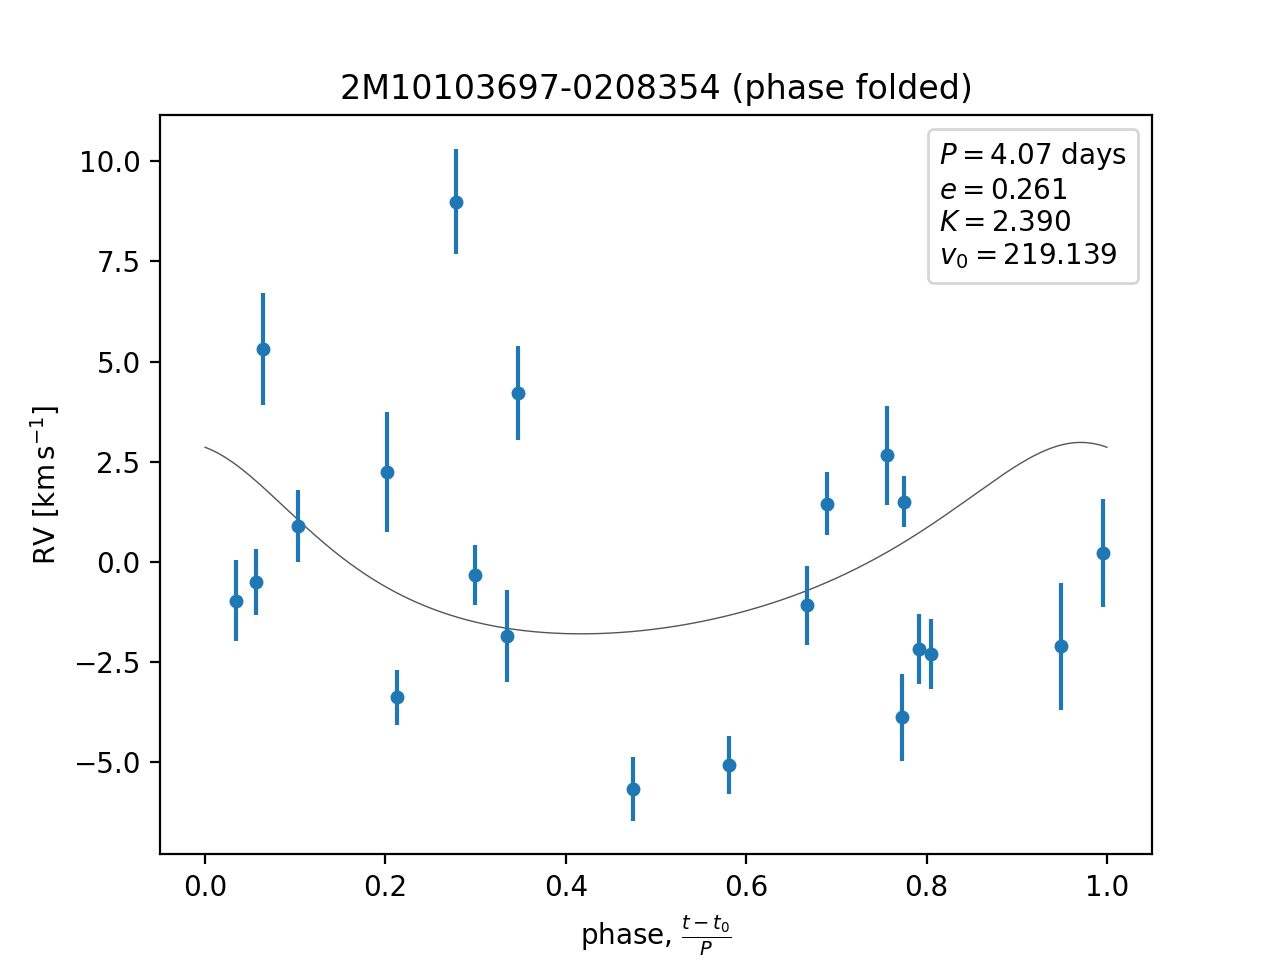 2M10103697-0208354 (phase folded)
P = 4.07 days
e = 0.261
K = 2.390
v₀ = 219.139
10.0
7.5
5.0
2.5
0.0
−2.5
−5.0
RV [km s⁻¹]
0.0 0.2 0.4 0.6 0.8 1.0
phase, (t − t₀)/P